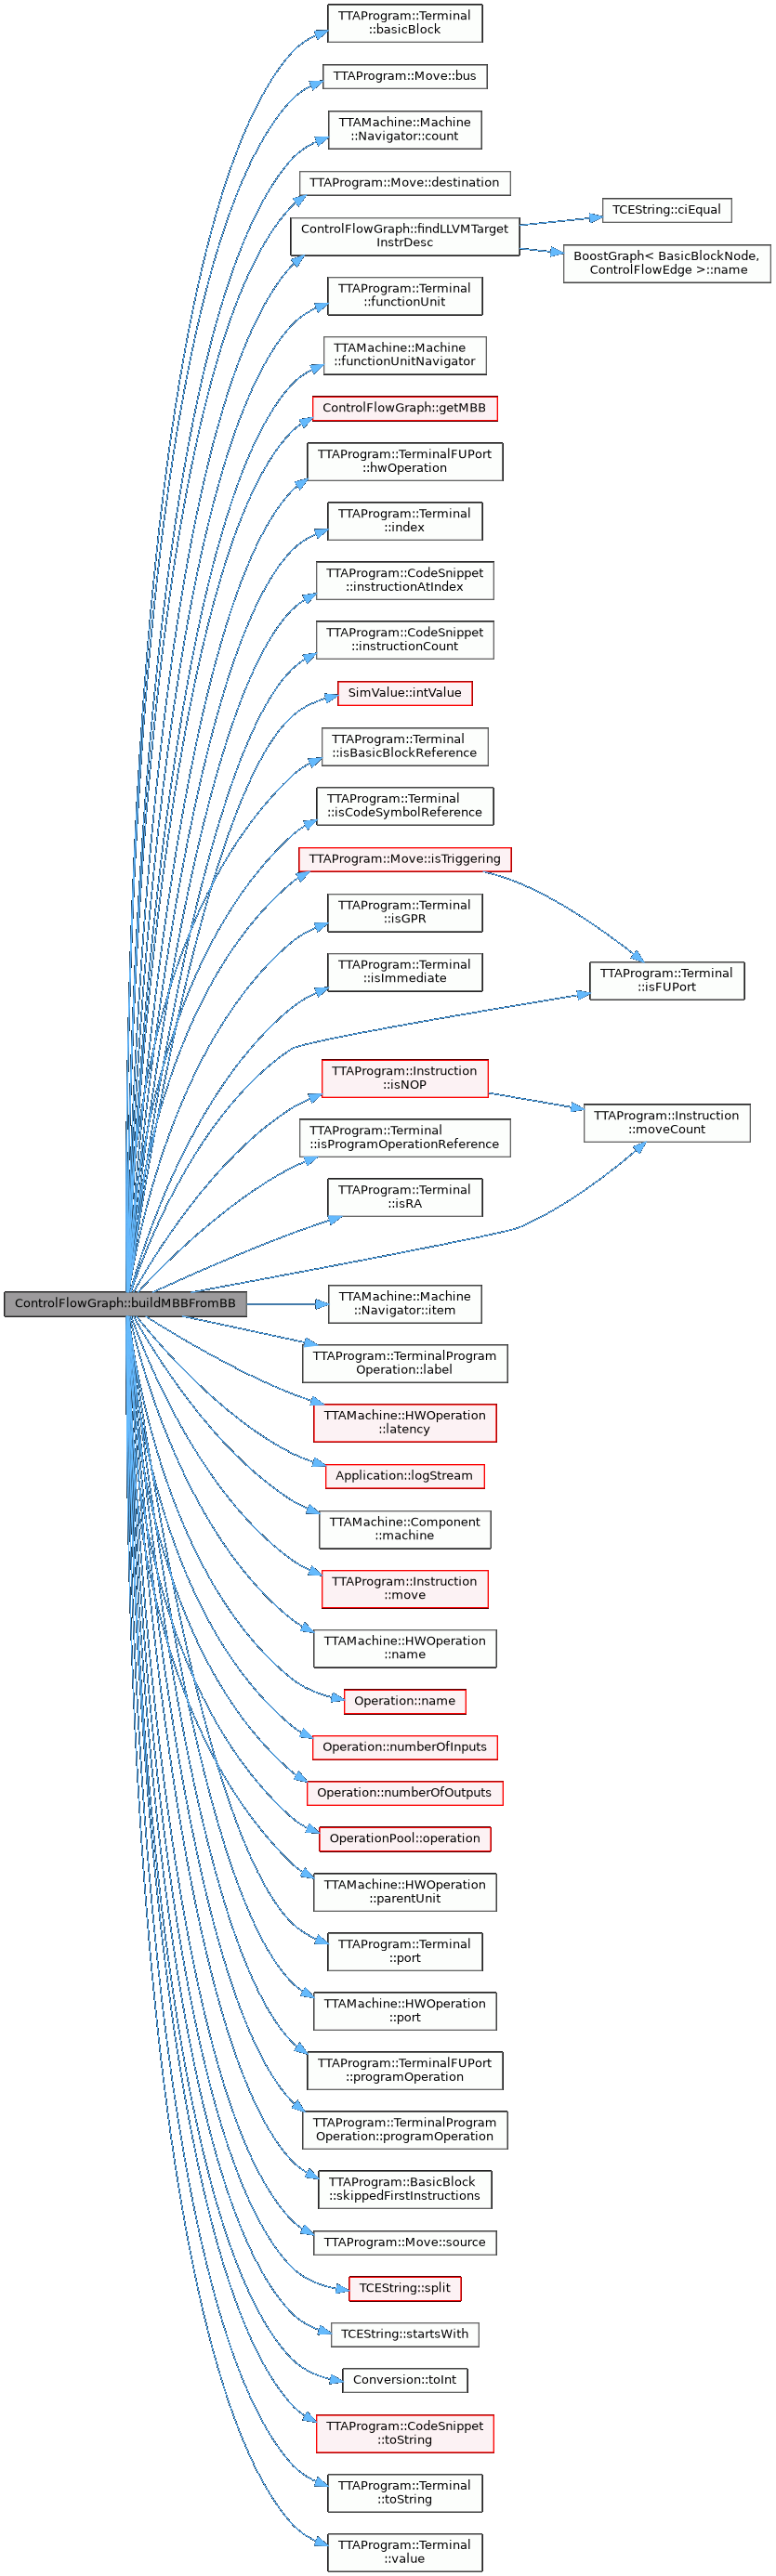 TTAProgram::Terminal
::basicBlock
TTAProgram::Move::bus
TTAMachine::Machine
::Navigator::count
TTAProgram::Move::destination
ControlFlowGraph::findLLVMTarget
InstrDesc
TCEString::ciEqual
BoostGraph< BasicBlockNode,
ControlFlowEdge >::name
TTAProgram::Terminal
::functionUnit
TTAMachine::Machine
::functionUnitNavigator
ControlFlowGraph::getMBB
TTAProgram::TerminalFUPort
::hwOperation
TTAProgram::Terminal
::index
TTAProgram::CodeSnippet
::instructionAtIndex
TTAProgram::CodeSnippet
::instructionCount
SimValue::intValue
TTAProgram::Terminal
::isBasicBlockReference
TTAProgram::Terminal
::isCodeSymbolReference
TTAProgram::Move::isTriggering
TTAProgram::Terminal
::isGPR
TTAProgram::Terminal
::isImmediate
TTAProgram::Terminal
::isFUPort
TTAProgram::Instruction
::isNOP
TTAProgram::Instruction
::moveCount
TTAProgram::Terminal
::isProgramOperationReference
TTAProgram::Terminal
::isRA
ControlFlowGraph::buildMBBFromBB
TTAMachine::Machine
::Navigator::item
TTAProgram::TerminalProgram
Operation::label
TTAMachine::HWOperation
::latency
Application::logStream
TTAMachine::Component
::machine
TTAProgram::Instruction
::move
TTAMachine::HWOperation
::name
Operation::name
Operation::numberOfInputs
Operation::numberOfOutputs
OperationPool::operation
TTAMachine::HWOperation
::parentUnit
TTAProgram::Terminal
::port
TTAMachine::HWOperation
::port
TTAProgram::TerminalFUPort
::programOperation
TTAProgram::TerminalProgram
Operation::programOperation
TTAProgram::BasicBlock
::skippedFirstInstructions
TTAProgram::Move::source
TCEString::split
TCEString::startsWith
Conversion::toInt
TTAProgram::CodeSnippet
::toString
TTAProgram::Terminal
::toString
TTAProgram::Terminal
::value